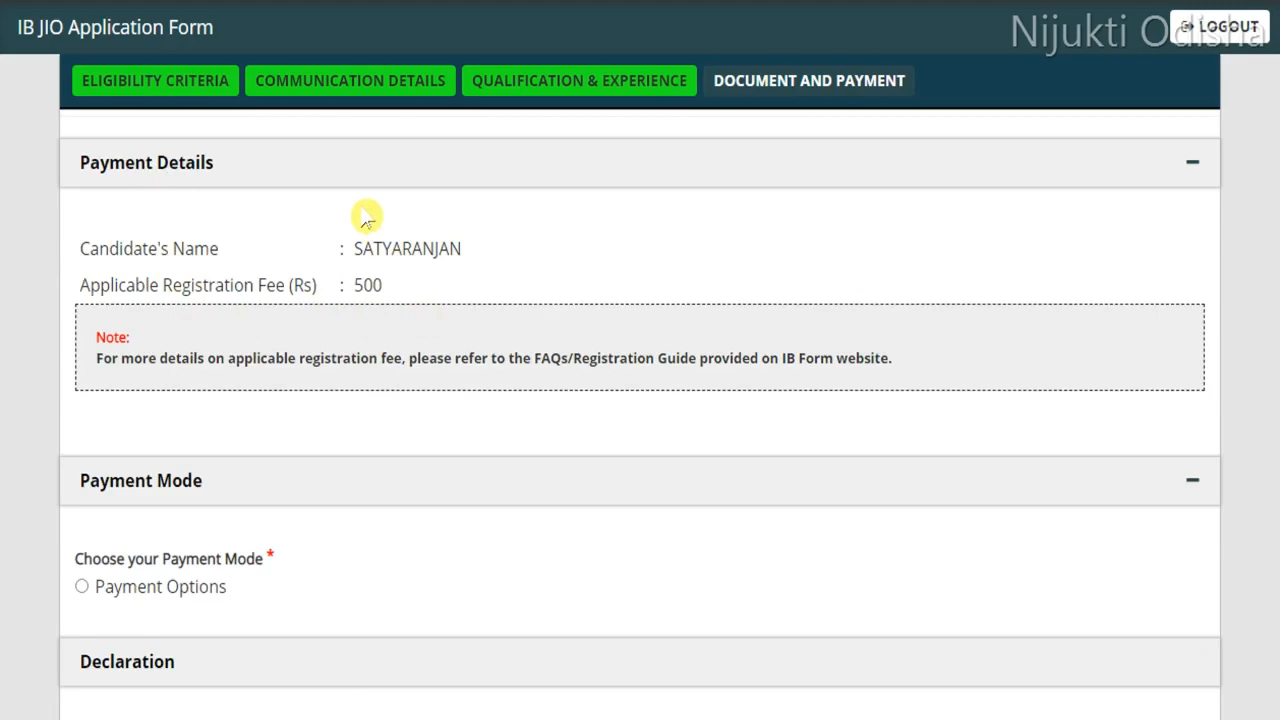 IB JIO Application Form
Nijukti Odisha
LOGOUT
ELIGIBILITY CRITERIA COMMUNICATION DETAILS QUALIFICATION & EXPERIENCE DOCUMENT AND PAYMENT
Payment Details
Candidate's Name : SATYARANJAN
Applicable Registration Fee (Rs) : 500
Note:
For more details on applicable registration fee, please refer to the FAQs/Registration Guide provided on IB Form website.
Payment Mode
Choose your Payment Mode *
Payment Options
Declaration